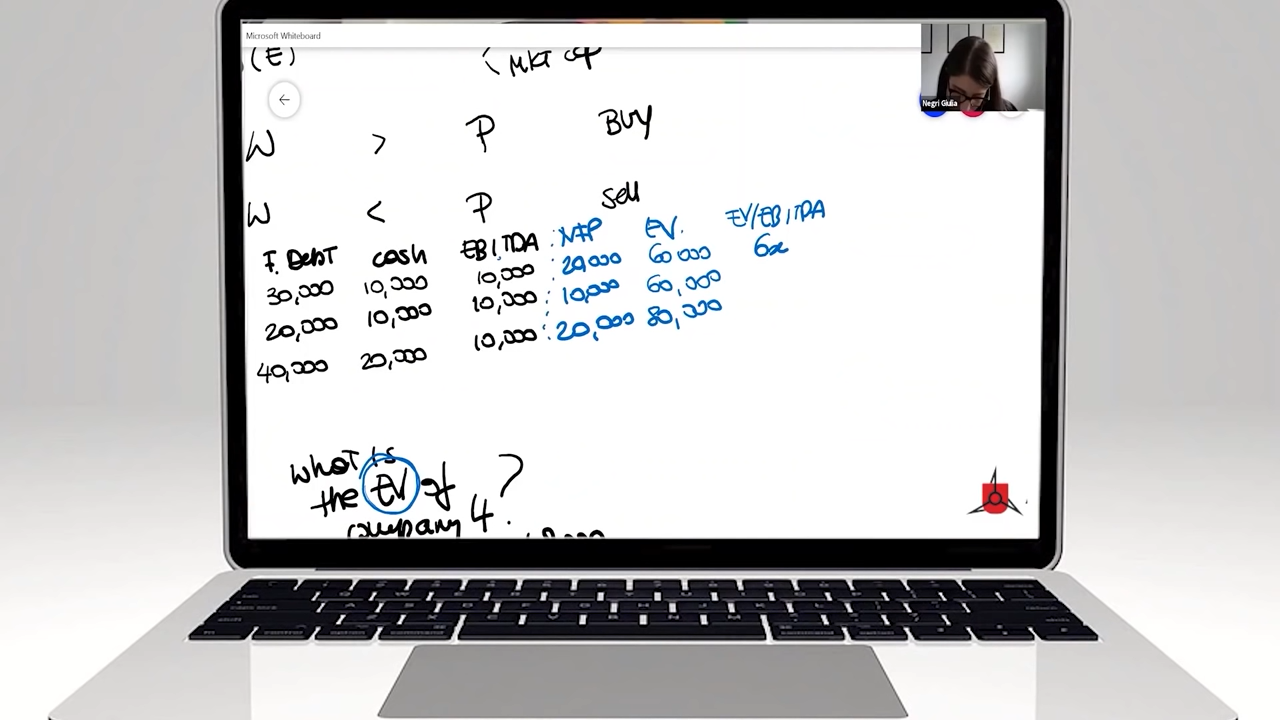 Microsoft Whiteboard
(E) (MKT cap
Negri Giulia
W > P BUY
W < P sell
F. DEBT cash EBITDA NFP EV. EV/EBITDA
30,000 10,000 10,000 20,000 60,000 6x
20,000 10,000 10,000 10,000 60,000
40,000 20,000 10,000 20,000 80,000
what is
the EV of
company 4?